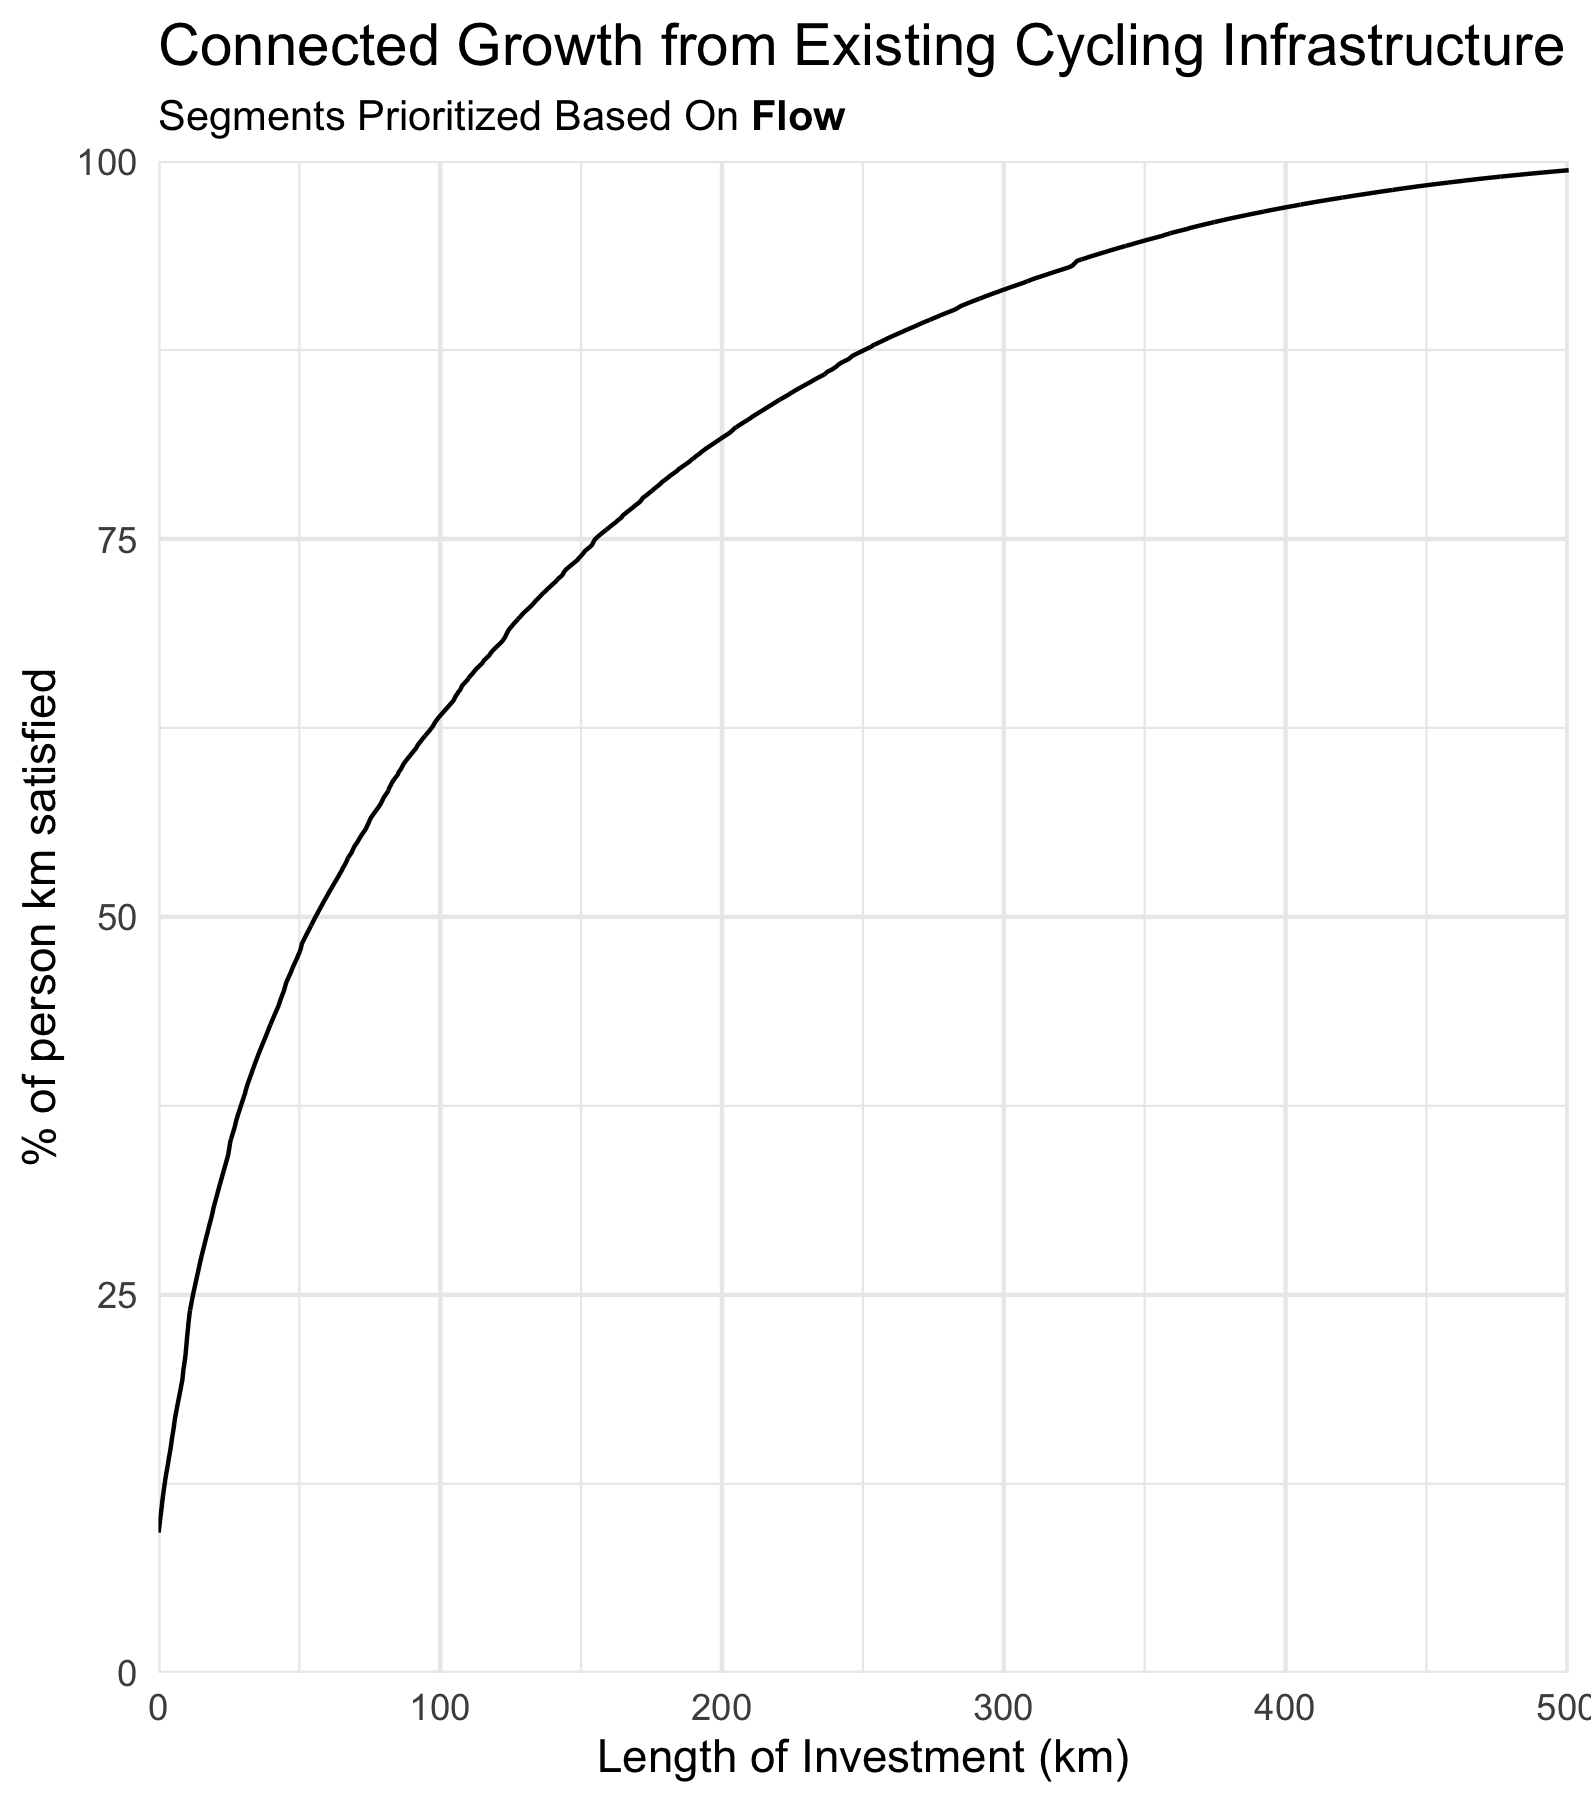 Connected Growth from Existing Cycling Infrastructure
Segments Prioritized Based On Flow
100
75
50
25
0
% of person km satisfied
0 100 200 300 400 500
Length of Investment (km)